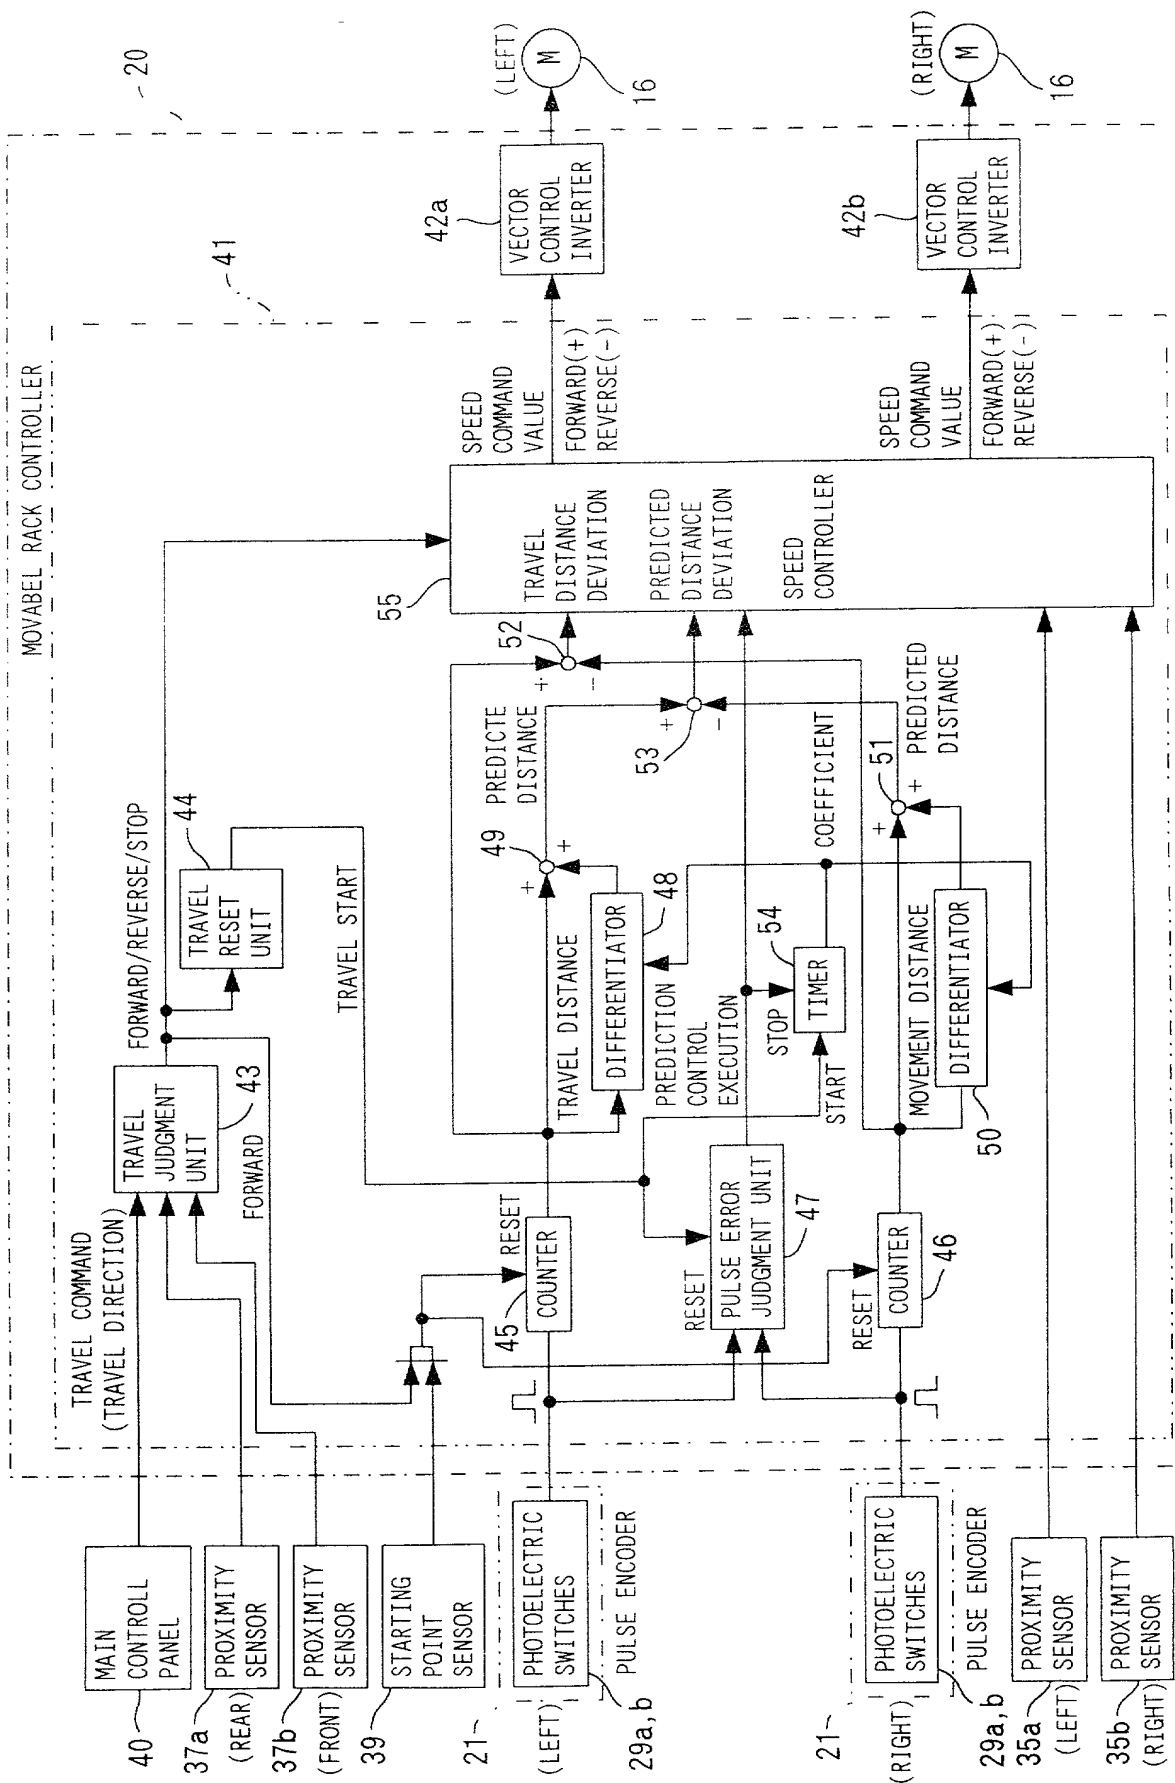 MOVABEL RACK CONTROLLER
20
41
TRAVEL COMMAND
(TRAVEL DIRECTION)
MAIN
CONTROLL
PANEL
40
PROXIMITY
SENSOR
37a
(REAR)
PROXIMITY
SENSOR
37b
(FRONT)
STARTING
POINT
SENSOR
39
21
PHOTOELECTRIC
SWITCHES
(LEFT)
29a,b
PULSE ENCODER
21
PHOTOELECTRIC
SWITCHES
(RIGHT)
29a,b
PULSE ENCODER
PROXIMITY
SENSOR
35a
(LEFT)
PROXIMITY
SENSOR
35b
(RIGHT)
TRAVEL
JUDGMENT
UNIT
43
FORWARD
FORWARD/REVERSE/STOP
TRAVEL
RESET
UNIT
44
TRAVEL START
RESET
COUNTER
45
RESET
PULSE ERROR
JUDGMENT UNIT
47
RESET
COUNTER
46
TRAVEL DISTANCE
DIFFERENTIATOR
48
+
+
49
PREDICTE
DISTANCE
PREDICTION
CONTROL
EXECUTION
STOP
START
TIMER
54
COEFFICIENT
MOVEMENT DISTANCE
DIFFERENTIATOR
50
+
+
51
PREDICTED
DISTANCE
+
-
52
+
-
53
55
TRAVEL
DISTANCE
DEVIATION
PREDICTED
DISTANCE
DEVIATION
SPEED
CONTROLLER
SPEED
COMMAND
VALUE
FORWARD(+)
REVERSE(-)
SPEED
COMMAND
VALUE
FORWARD(+)
REVERSE(-)
42a
VECTOR
CONTROL
INVERTER
42b
VECTOR
CONTROL
INVERTER
(LEFT)
M
16
(RIGHT)
M
16